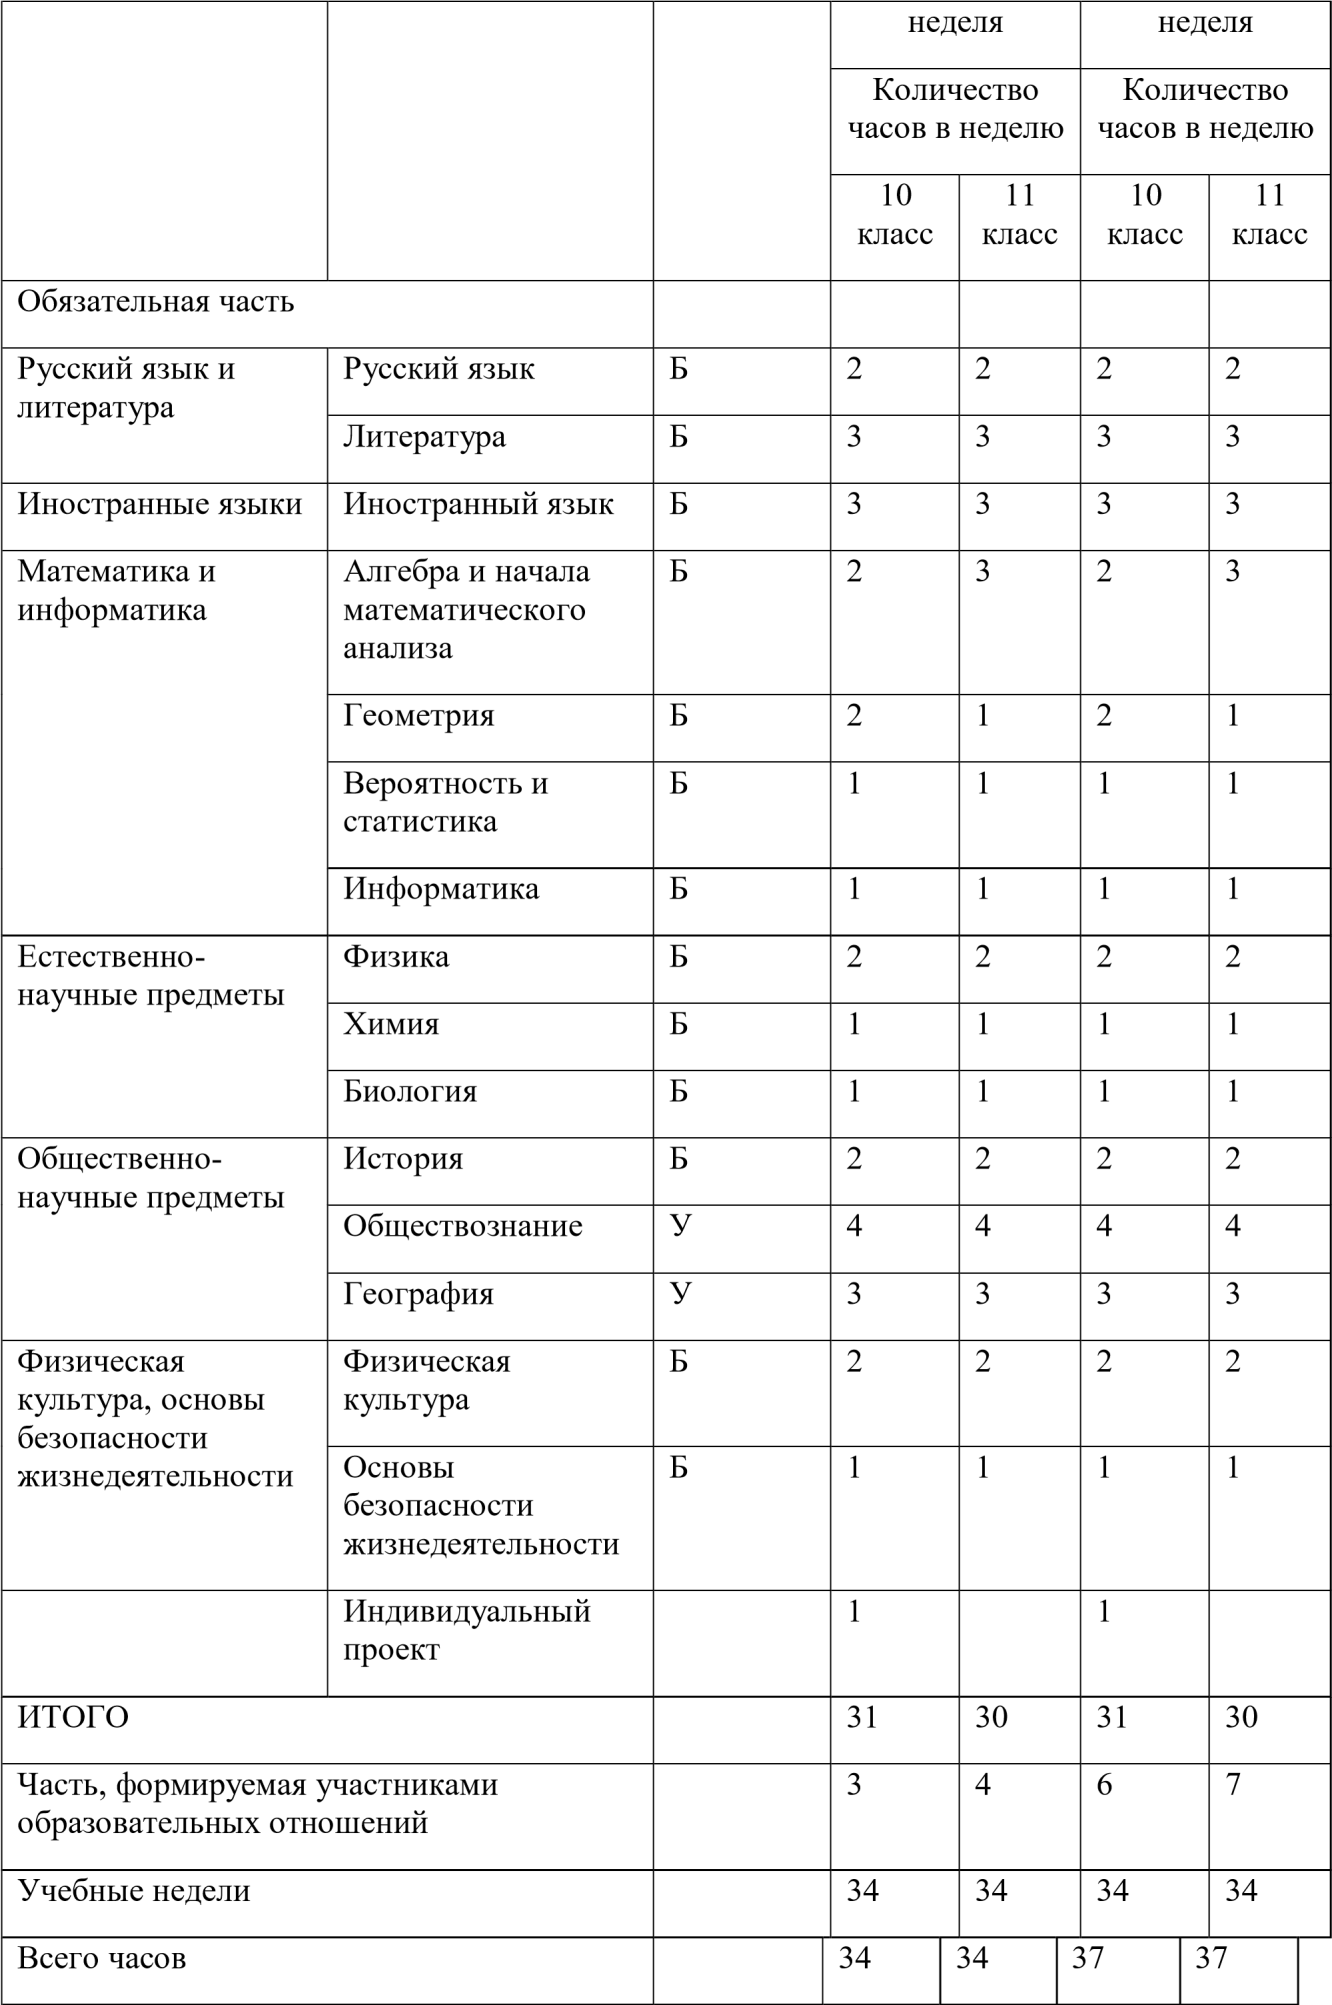 неделя неделя
Количество часов в неделю Количество часов в неделю
10 класс 11 класс 10 класс 11 класс
Обязательная часть
Русский язык и литература Русский язык Б 2 2 2 2
Литература Б 3 3 3 3
Иностранные языки Иностранный язык Б 3 3 3 3
Математика и информатика Алгебра и начала математического анализа Б 2 3 2 3
Геометрия Б 2 1 2 1
Вероятность и статистика Б 1 1 1 1
Информатика Б 1 1 1 1
Естественно-научные предметы Физика Б 2 2 2 2
Химия Б 1 1 1 1
Биология Б 1 1 1 1
Общественно-научные предметы История Б 2 2 2 2
Обществознание У 4 4 4 4
География У 3 3 3 3
Физическая культура, основы безопасности жизнедеятельности Физическая культура Б 2 2 2 2
Основы безопасности жизнедеятельности Б 1 1 1 1
Индивидуальный проект 1 1
ИТОГО 31 30 31 30
Часть, формируемая участниками образовательных отношений 3 4 6 7
Учебные недели 34 34 34 34
Всего часов 34 34 37 37